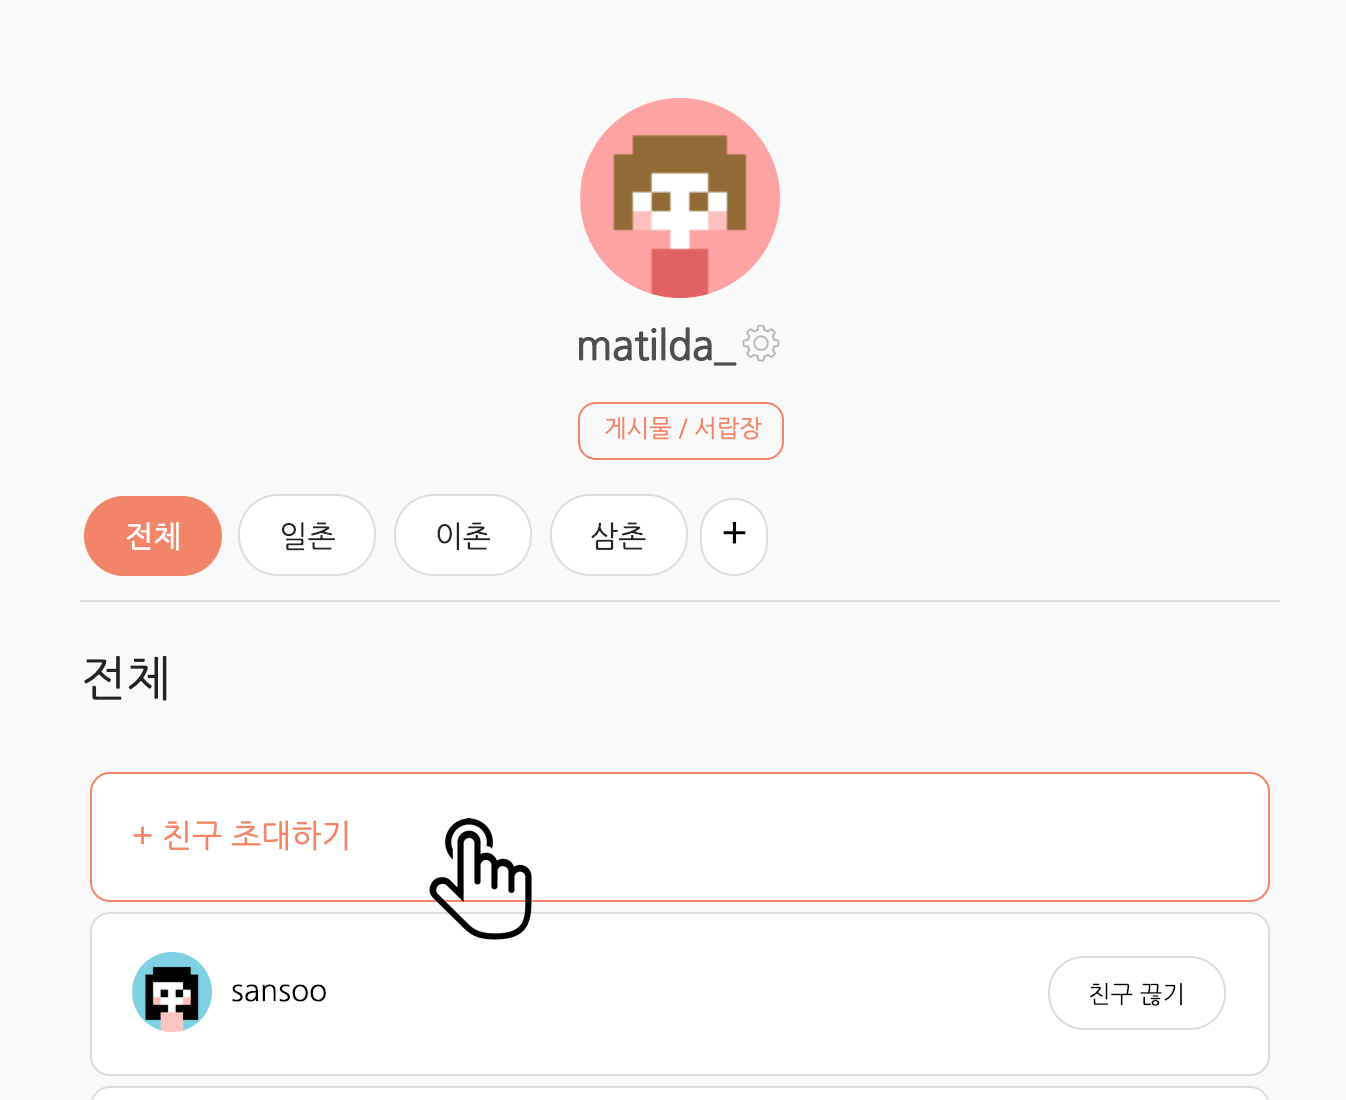 matilda_
게시물 / 서랍장
전체 일촌 이촌 삼촌 +
전체
+ 친구 초대하기
sansoo 친구 끊기